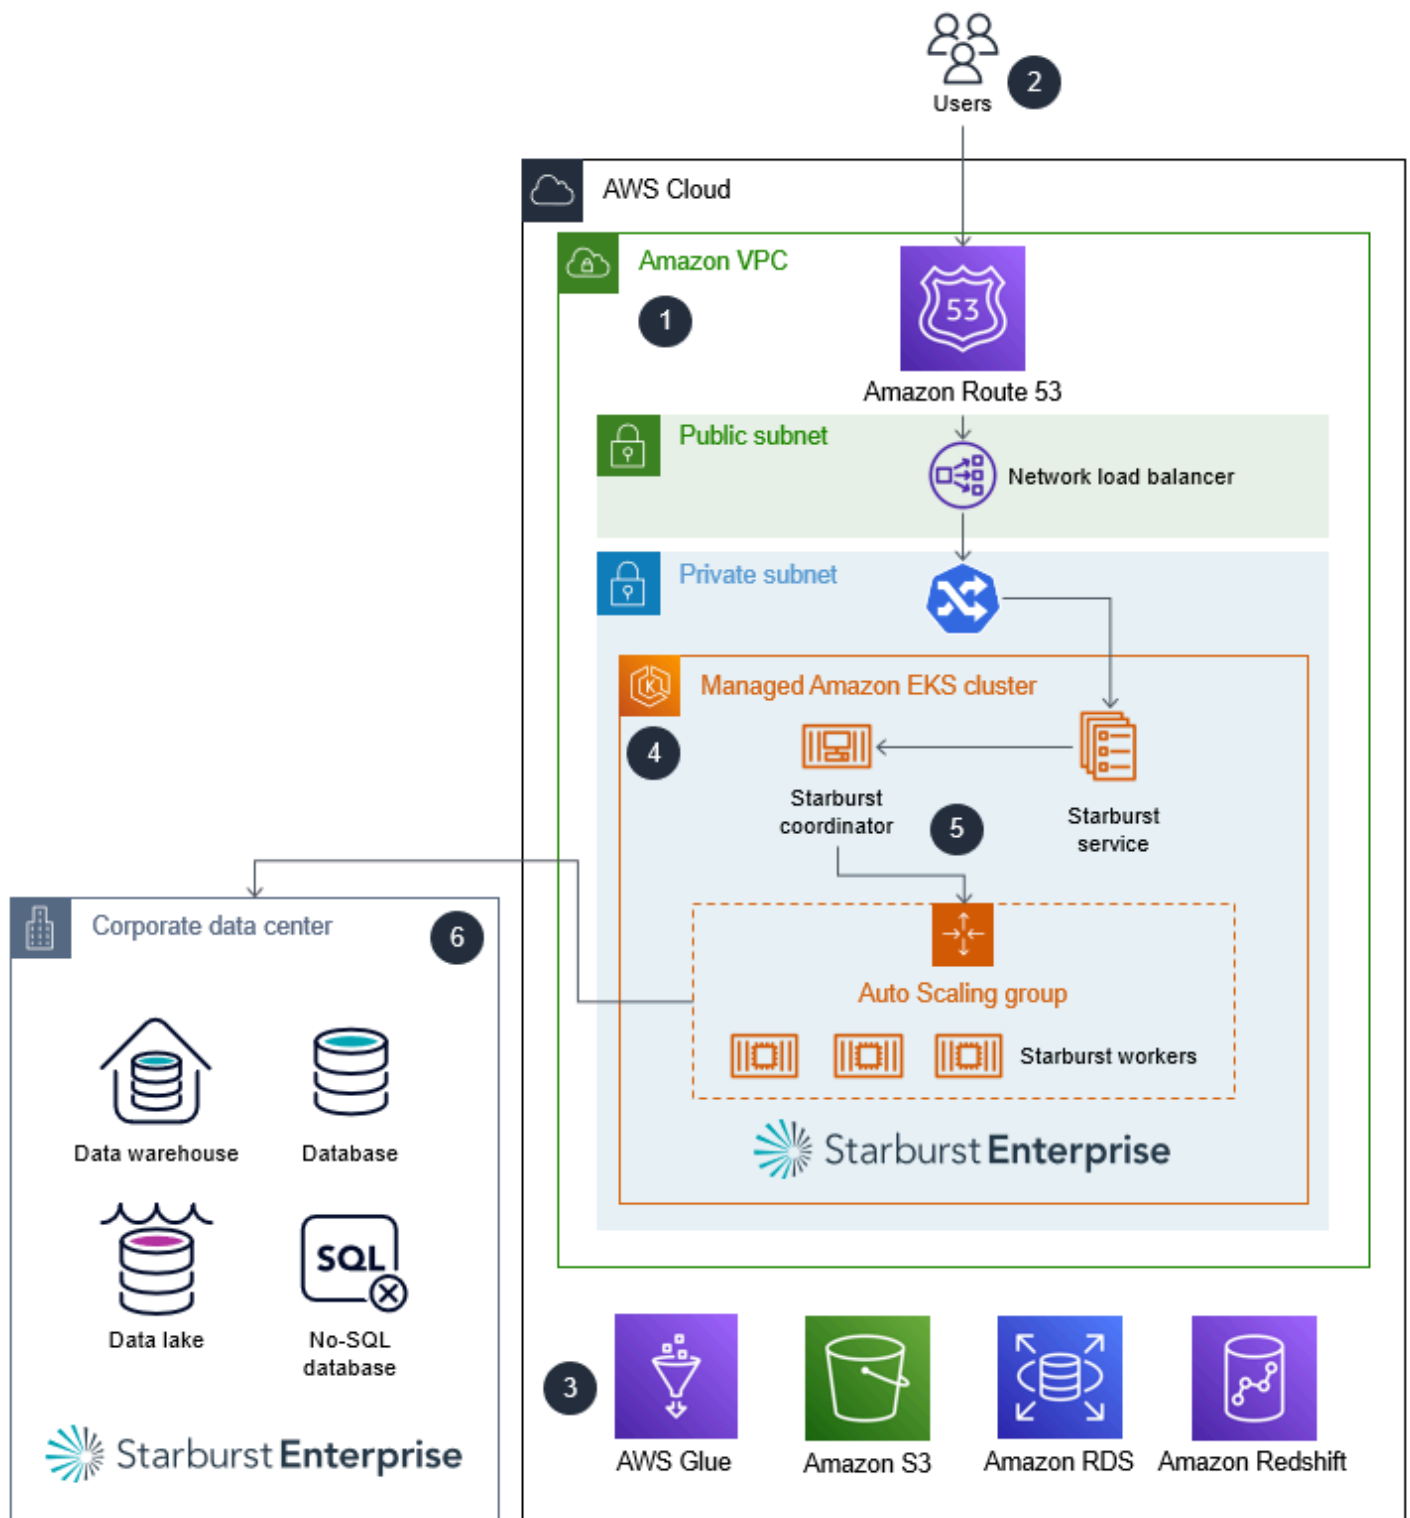 2
Users
AWS Cloud
Amazon VPC
1
53
Amazon Route 53
Public subnet
Network load balancer
Private subnet
K
Managed Amazon EKS cluster
4
Starburst
coordinator
5
Starburst
service
Corporate data center
6
Auto Scaling group
Starburst workers
Starburst Enterprise
Data warehouse
Database
SQL
Data lake
No-SQL
database
Starburst Enterprise
3
AWS Glue
Amazon S3
Amazon RDS
Amazon Redshift